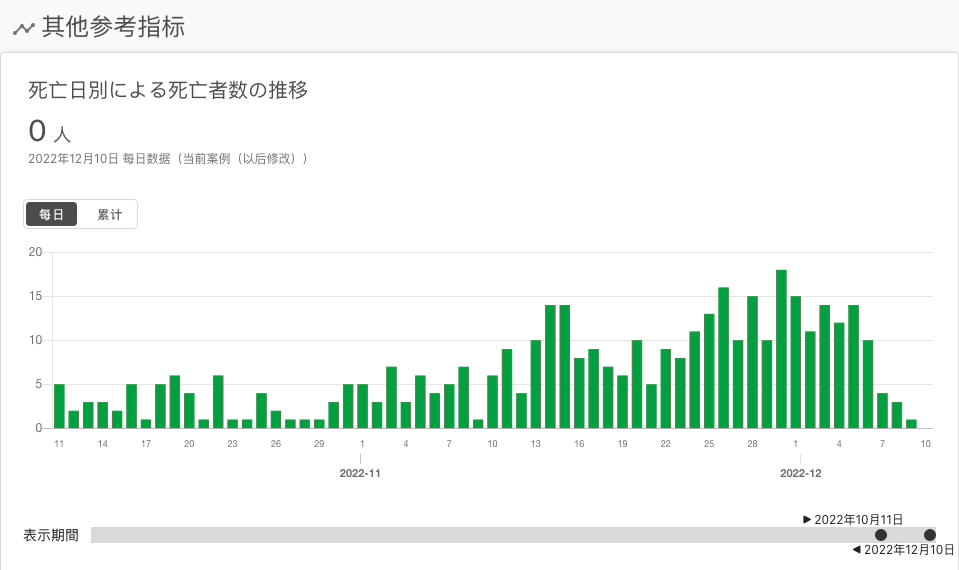 其他参考指标
死亡日別による死亡者数の推移
0 人
2022年12月10日 每日数据（当前案例（以后修改））
每日 累计
20
15
10
5
0
11 14 17 20 23 26 29 1 4 7 10 13 16 19 22 25 28 1 4 7 10
2022-11 2022-12
2022年10月11日
表示期間
2022年12月10日